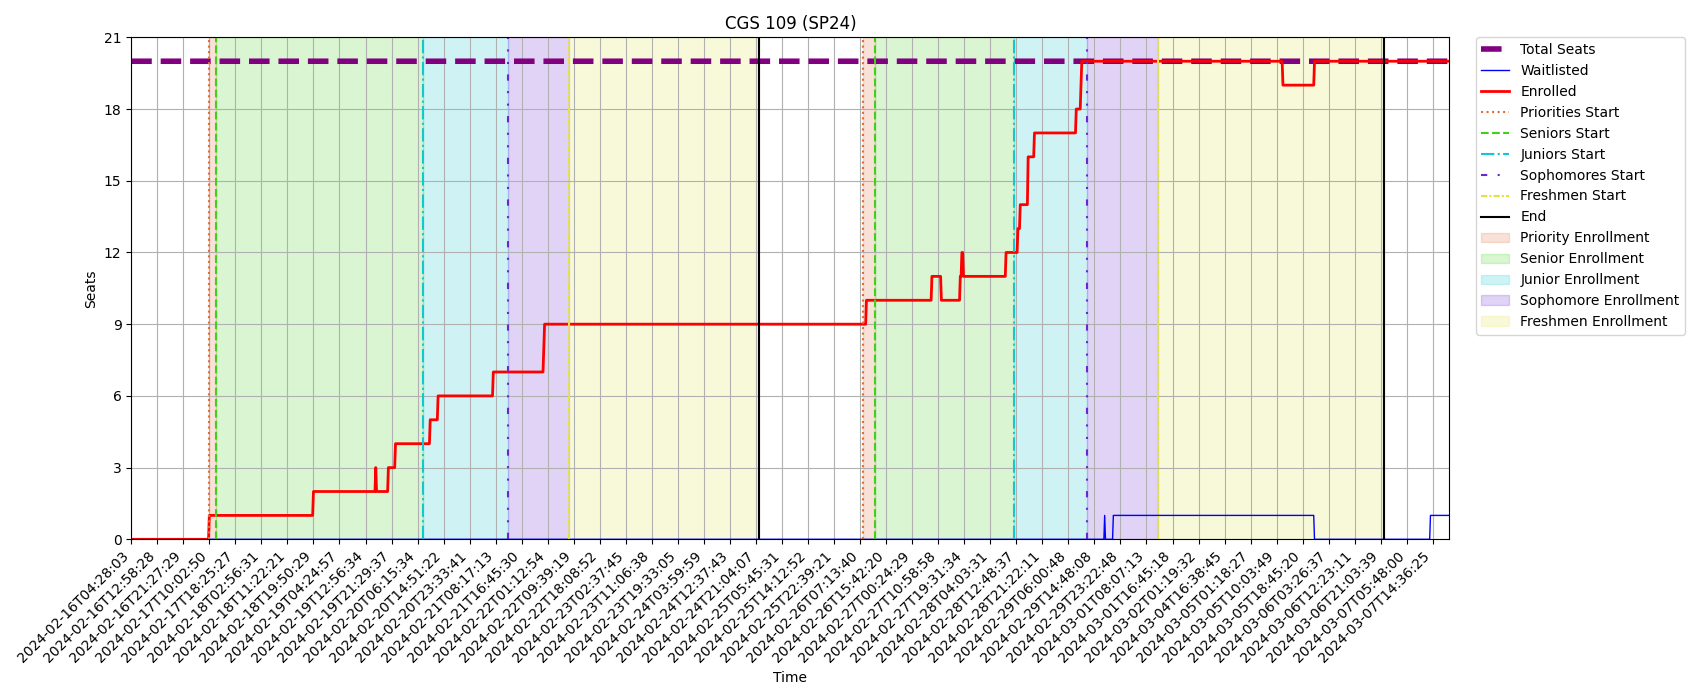 CGS 109 (SP24)
Seats
21
18
15
12
9
6
3
0
2024-02-16T04:28:03
2024-02-16T12:58:28
2024-02-16T21:27:29
2024-02-17T10:02:50
2024-02-17T18:25:27
2024-02-18T02:56:31
2024-02-18T11:22:21
2024-02-18T19:50:29
2024-02-19T04:24:57
2024-02-19T12:56:34
2024-02-19T21:29:37
2024-02-20T06:15:34
2024-02-20T14:51:22
2024-02-20T23:33:41
2024-02-21T08:17:13
2024-02-21T16:45:30
2024-02-22T01:12:54
2024-02-22T09:39:19
2024-02-22T18:08:52
2024-02-23T02:37:45
2024-02-23T11:06:38
2024-02-23T19:33:05
2024-02-24T03:59:59
2024-02-24T12:37:43
2024-02-24T21:04:07
2024-02-25T05:45:31
2024-02-25T14:12:52
2024-02-25T22:39:21
2024-02-26T07:13:40
2024-02-26T15:42:20
2024-02-27T00:24:29
2024-02-27T10:58:58
2024-02-27T19:31:34
2024-02-28T04:03:31
2024-02-28T12:48:37
2024-02-28T21:22:11
2024-02-29T06:00:48
2024-02-29T14:48:08
2024-02-29T23:22:48
2024-03-01T08:07:13
2024-03-01T16:45:18
2024-03-02T01:19:32
2024-03-04T16:38:45
2024-03-05T01:18:27
2024-03-05T10:03:49
2024-03-05T18:45:20
2024-03-06T03:26:37
2024-03-06T12:23:11
2024-03-06T21:03:39
2024-03-07T05:48:00
2024-03-07T14:36:25
Time
Total Seats
Waitlisted
Enrolled
Priorities Start
Seniors Start
Juniors Start
Sophomores Start
Freshmen Start
End
Priority Enrollment
Senior Enrollment
Junior Enrollment
Sophomore Enrollment
Freshmen Enrollment